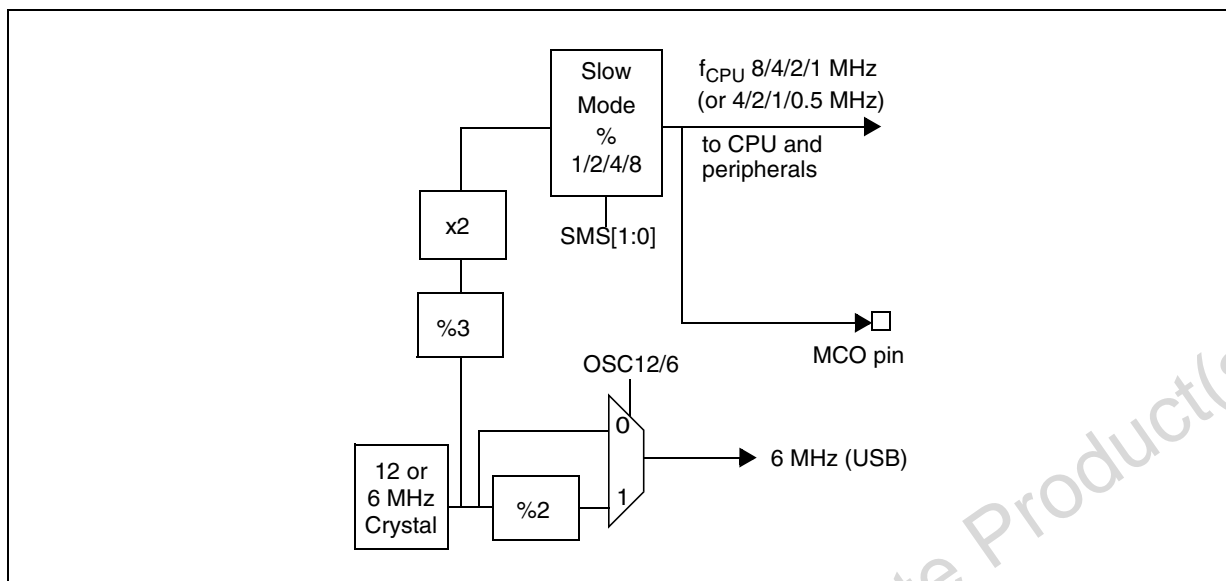 Slow
Mode
%
1/2/4/8
fCPU 8/4/2/1 MHz
(or 4/2/1/0.5 MHz)
to CPU and
peripherals
SMS[1:0]
x2
%3
MCO pin
OSC12/6
0
1
6 MHz (USB)
12 or
6 MHz
Crystal
%2